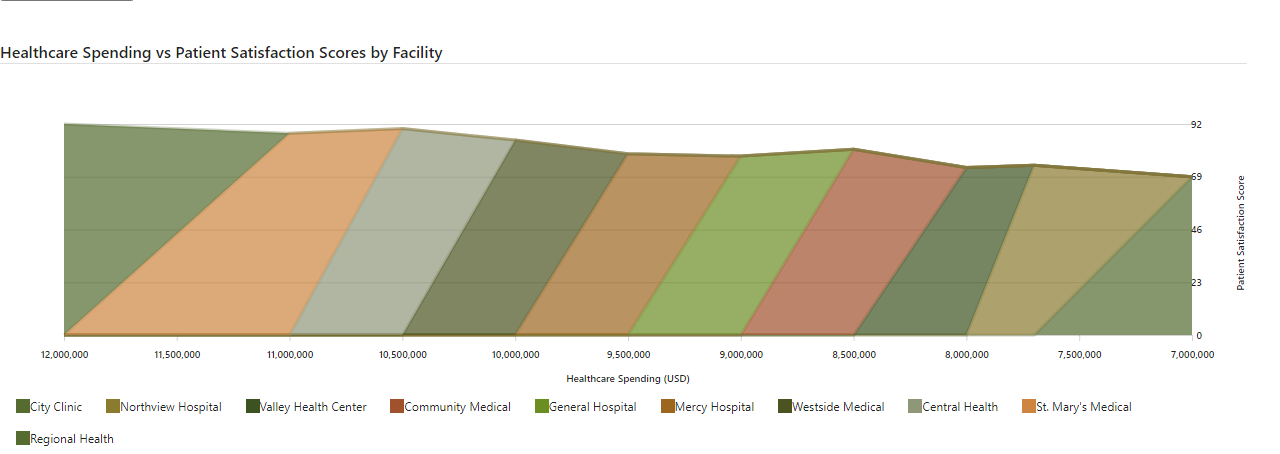 Healthcare Spending vs Patient Satisfaction Scores by Facility
92
69
46
23
0
Patient Satisfaction Score
12,000,000 11,500,000 11,000,000 10,500,000 10,000,000 9,500,000 9,000,000 8,500,000 8,000,000 7,500,000 7,000,000
Healthcare Spending (USD)
City Clinic Northview Hospital Valley Health Center Community Medical General Hospital Mercy Hospital Westside Medical Central Health St. Mary's Medical
Regional Health